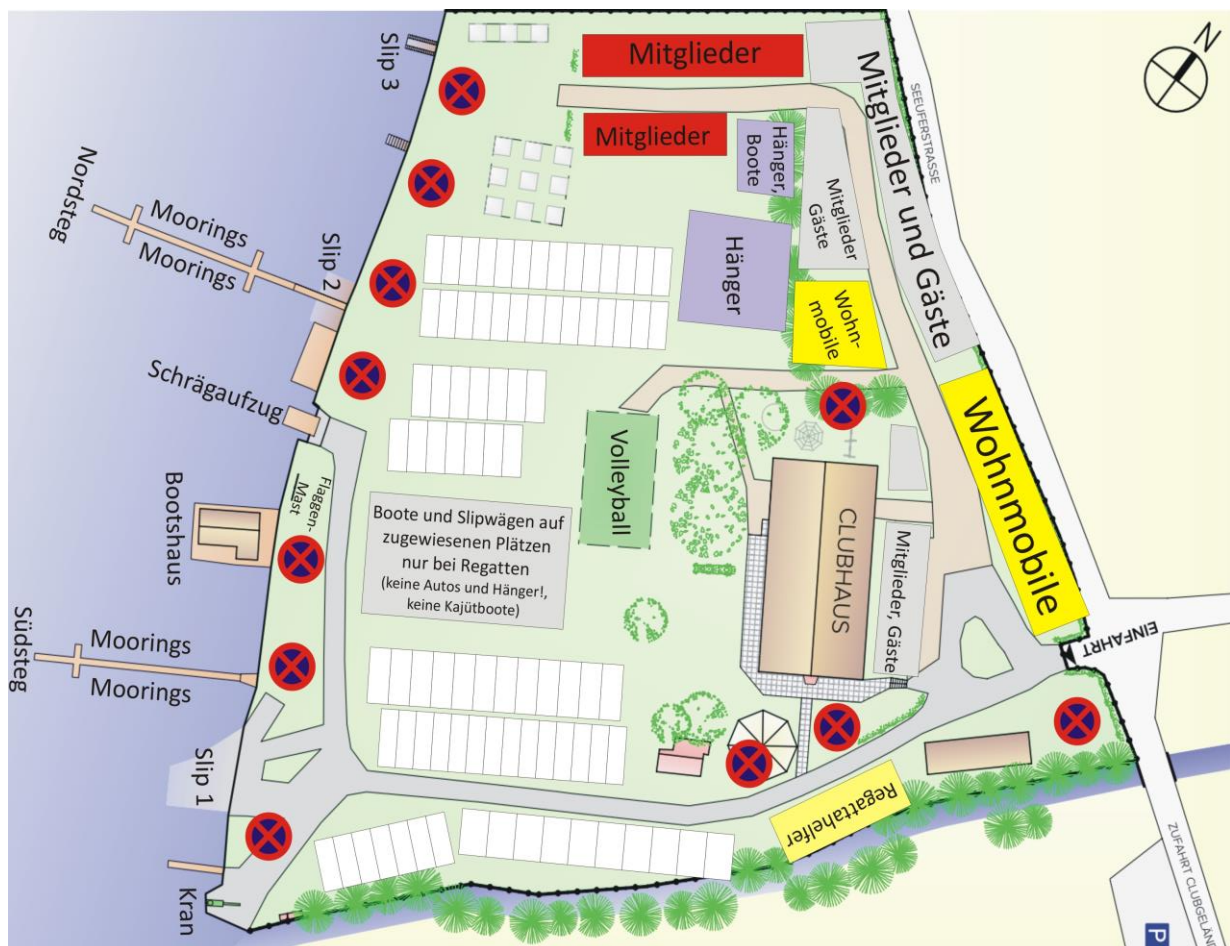 N
Mitglieder
Mitglieder
Mitglieder und Gäste
SEEUFERSTRASSE
Hänger,
Boote
Mitglieder
Gäste
Hänger
Wohn-
mobile
Wohnmobile
Slip 3
Nordsteg
Moorings
Moorings
Slip 2
Schrägaufzug
Flaggen-
Mast
Bootshaus
Volleyball
Boote und Slipwägen auf
zugewiesenen Plätzen
nur bei Regatten
(keine Autos und Hänger!,
keine Kajütboote)
CLUBHAUS
Mitglieder, Gäste
EINFAHRT
Südsteg
Moorings
Moorings
Slip 1
Kran
Regattahelfer
ZUFAHRT CLUBGELÄN
P